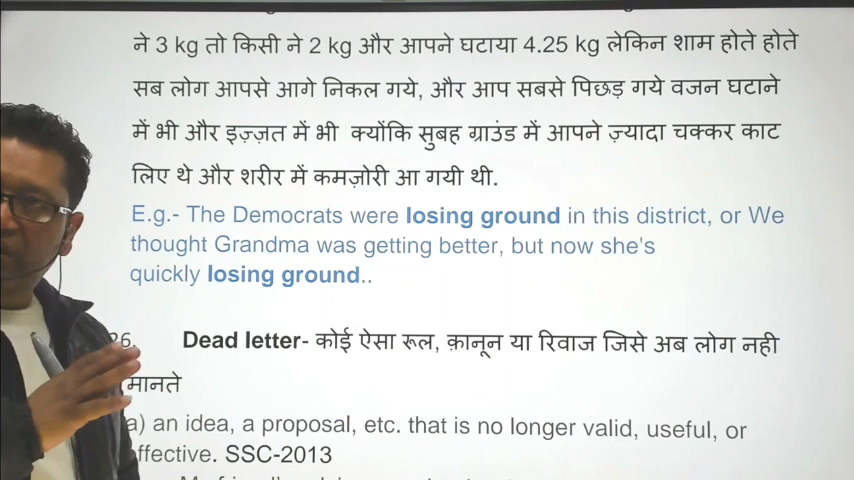 ने 3 kg तो किसी ने 2 kg और आपने घटाया 4.25 kg लेकिन शाम होते होते
सब लोग आपसे आगे निकल गये, और आप सबसे पिछड़ गये वजन घटाने
में भी और इज़्ज़त में भी क्योंकि सुबह ग्राउंड में आपने ज़्यादा चक्कर काट
लिए थे और शरीर में कमज़ोरी आ गयी थी.
E.g.- The Democrats were losing ground in this district, or We
thought Grandma was getting better, but now she's
quickly losing ground..
26. Dead letter- कोई ऐसा रूल, क़ानून या रिवाज जिसे अब लोग नही
मानते
a) an idea, a proposal, etc. that is no longer valid, useful, or
ffective. SSC-2013